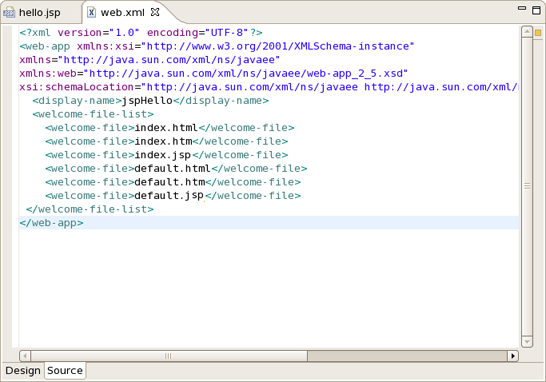 hello.jsp
web.xml
<?xml version="1.0" encoding="UTF-8"?>
<web-app xmlns:xsi="http://www.w3.org/2001/XMLSchema-instance"
xmlns="http://java.sun.com/xml/ns/javaee"
xmlns:web="http://java.sun.com/xml/ns/javaee/web-app_2_5.xsd"
xsi:schemaLocation="http://java.sun.com/xml/ns/javaee http://java.sun.com/xml/
<display-name>jspHello</display-name>
<welcome-file-list>
<welcome-file>index.html</welcome-file>
<welcome-file>index.htm</welcome-file>
<welcome-file>index.jsp</welcome-file>
<welcome-file>default.html</welcome-file>
<welcome-file>default.htm</welcome-file>
<welcome-file>default.jsp</welcome-file>
</welcome-file-list>
</web-app>
Design Source